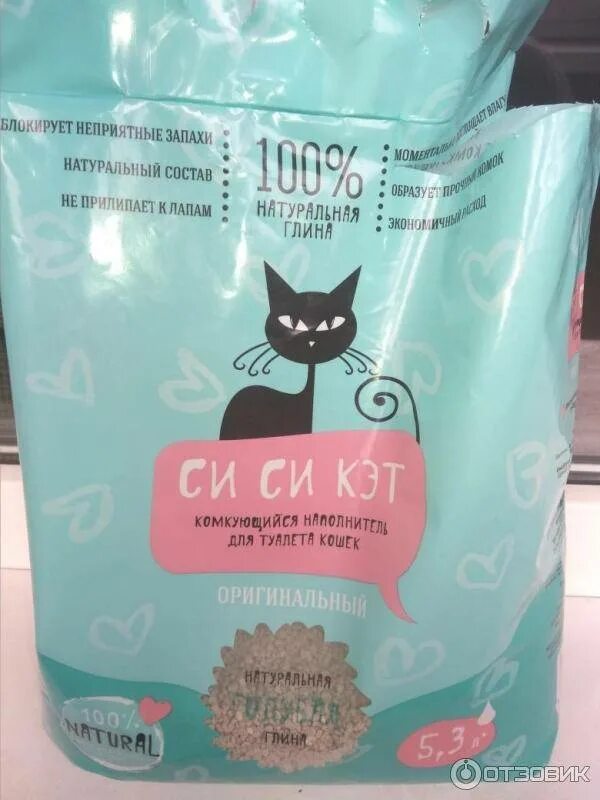 БЛОКИРУЕТ НЕПРИЯТНЫЕ ЗАПАХИ
НАТУРАЛЬНЫЙ СОСТАВ
НЕ ПРИЛИПАЕТ К ЛАПАМ
100%
НАТУРАЛЬНАЯ
ГЛИНА
ВЛАГУ
ОБРАЗУЕТ ПРОЧНЫЙ КОМОК
ЭКОНОМИЧНЫЙ РАСХОД
СИ СИ КЭТ
КОМКУЮЩИЙСЯ НАПОЛНИТЕЛЬ
ДЛЯ ТУАЛЕТА КОШЕК
ОРИГИНАЛЬНЫЙ
НАТУРАЛЬНАЯ
ГОЛУБАЯ
ГЛИНА
100%
NATURAL
5,3 л
ОТЗОВИК